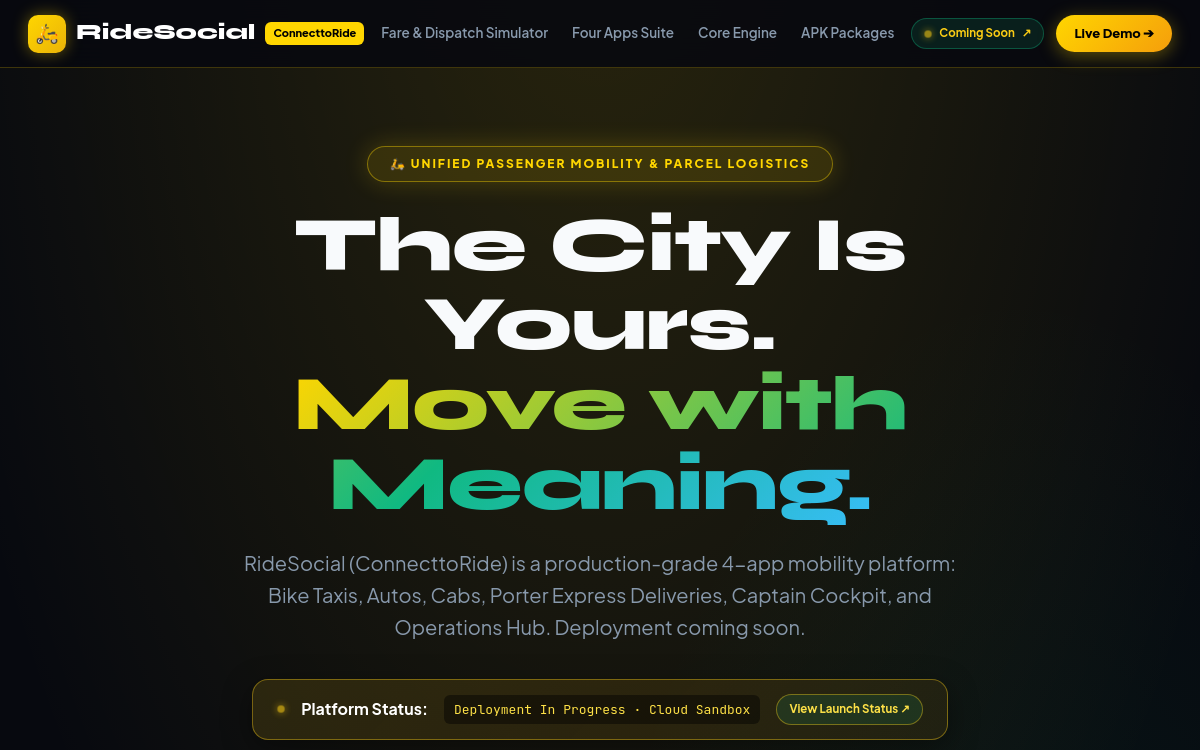 RideSocial ConnecttoRide Fare & Dispatch Simulator Four Apps Suite Core Engine APK Packages Coming Soon ↗ Live Demo ➔
🛵 UNIFIED PASSENGER MOBILITY & PARCEL LOGISTICS
The City Is
Yours.
Move with
Meaning.
RideSocial (ConnecttoRide) is a production-grade 4-app mobility platform:
Bike Taxis, Autos, Cabs, Porter Express Deliveries, Captain Cockpit, and
Operations Hub. Deployment coming soon.
Platform Status: Deployment In Progress · Cloud Sandbox View Launch Status ↗